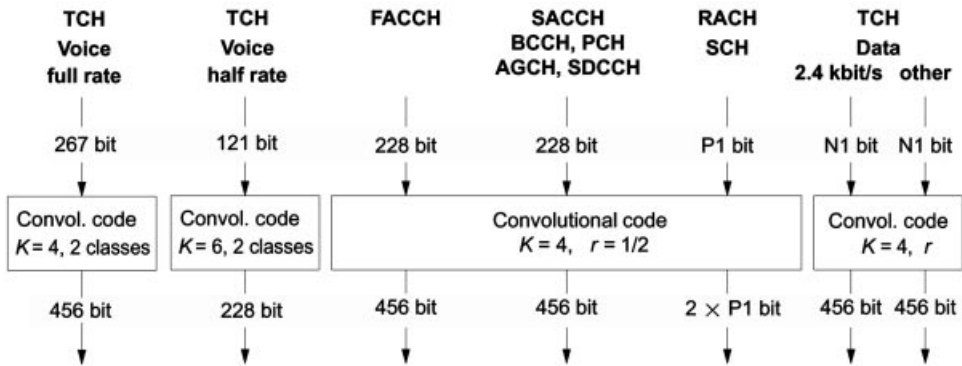 TCH TCH FACCH SACCH RACH TCH
Voice Voice BCCH, PCH SCH Data
full rate half rate AGCH, SDCCH 2.4 kbit/s other
267 bit 121 bit 228 bit 228 bit P1 bit N1 bit N1 bit
Convol. code Convol. code Convolutional code Convol. code
K = 4, 2 classes K = 6, 2 classes K = 4, r = 1/2 K = 4, r
456 bit 228 bit 456 bit 456 bit 2 × P1 bit 456 bit 456 bit